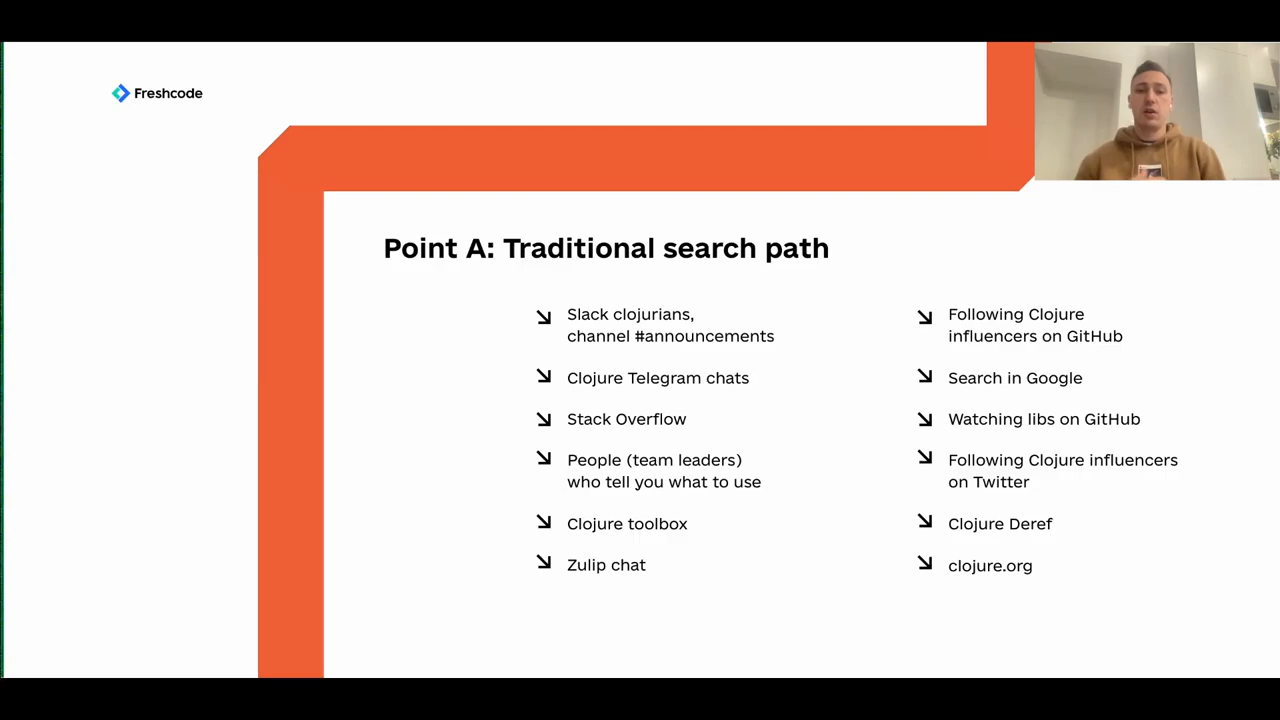 Freshcode
Point A: Traditional search path
Slack clojurians,
channel #announcements
Clojure Telegram chats
Stack Overflow
People (team leaders)
who tell you what to use
Clojure toolbox
Zulip chat
Following Clojure
influencers on GitHub
Search in Google
Watching libs on GitHub
Following Clojure influencers
on Twitter
Clojure Deref
clojure.org